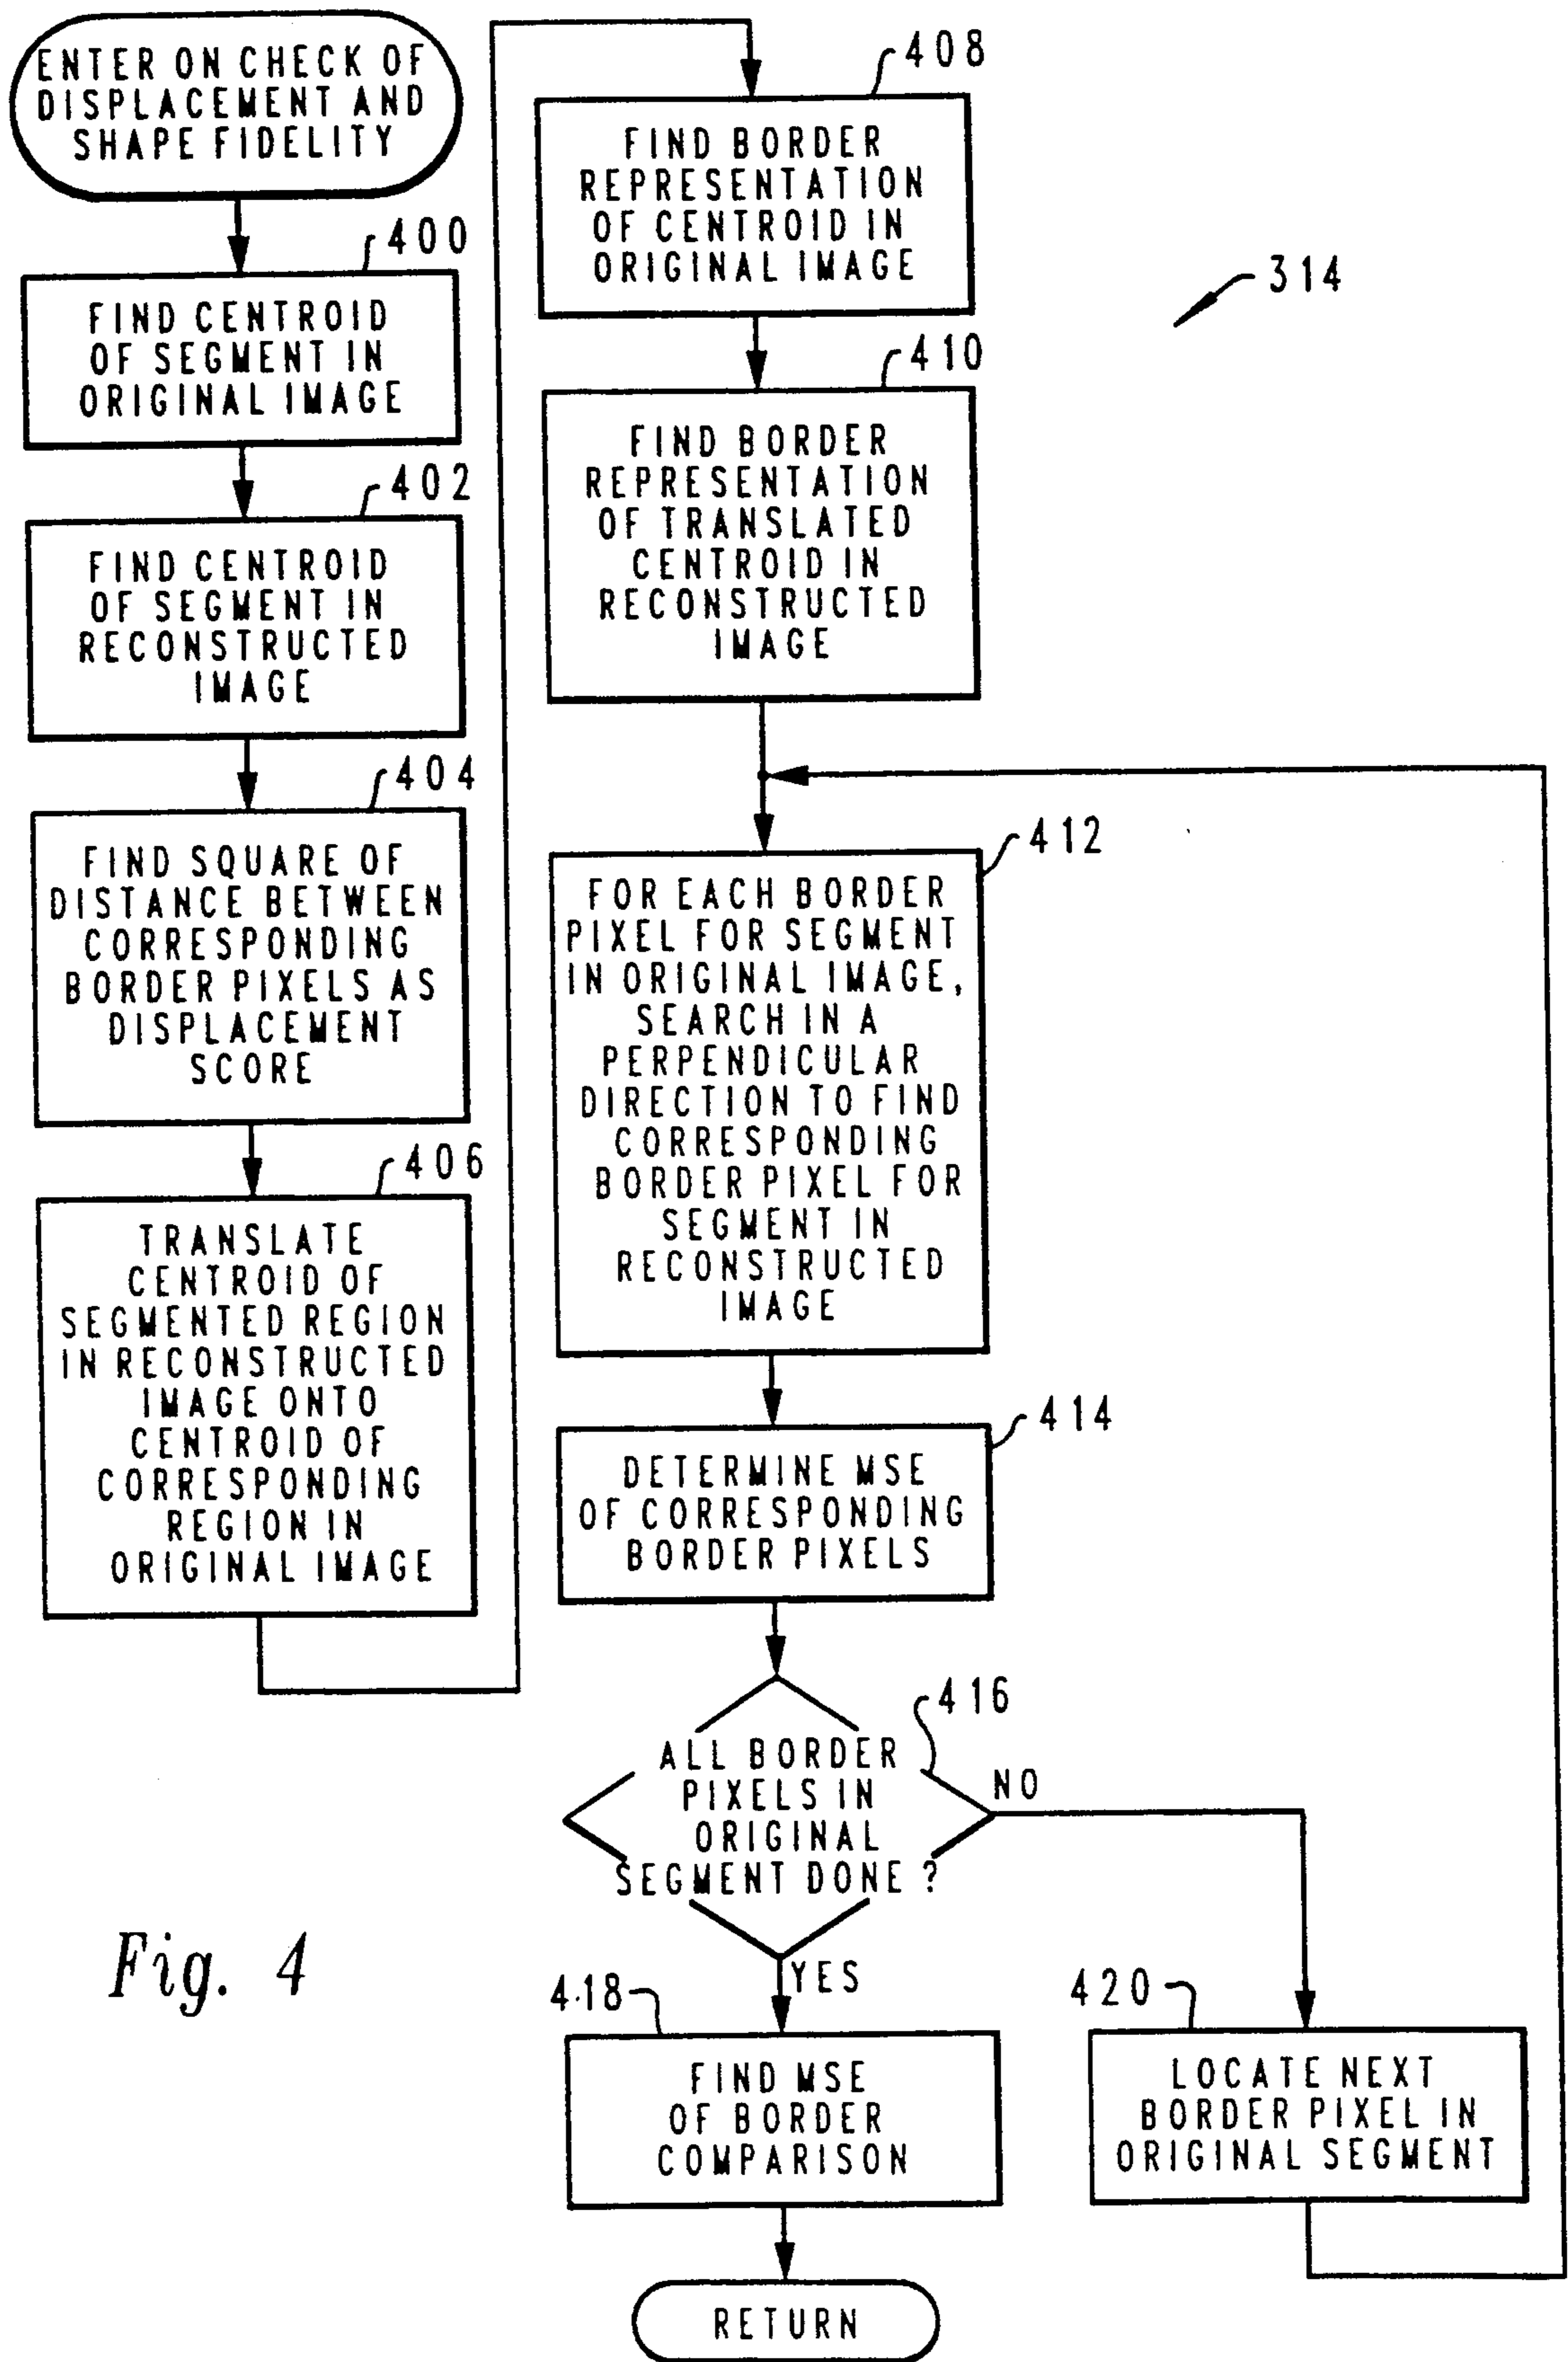 ENTER ON CHECK OF
DISPLACEMENT AND
SHAPE FIDELITY
400
FIND CENTROID
OF SEGMENT IN
ORIGINAL IMAGE
402
FIND CENTROID
OF SEGMENT IN
RECONSTRUCTED
IMAGE
404
FIND SQUARE OF
DISTANCE BETWEEN
CORRESPONDING
BORDER PIXELS AS
DISPLACEMENT
SCORE
406
TRANSLATE
CENTROID OF
SEGMENTED REGION
IN RECONSTRUCTED
IMAGE ONTO
CENTROID OF
CORRESPONDING
REGION IN
ORIGINAL IMAGE
408
FIND BORDER
REPRESENTATION
OF CENTROID IN
ORIGINAL IMAGE
314
410
FIND BORDER
REPRESENTATION
OF TRANSLATED
CENTROID IN
RECONSTRUCTED
IMAGE
412
FOR EACH BORDER
PIXEL FOR SEGMENT
IN ORIGINAL IMAGE,
SEARCH IN A
PERPENDICULAR
DIRECTION TO FIND
CORRESPONDING
BORDER PIXEL FOR
SEGMENT IN
RECONSTRUCTED
IMAGE
414
DETERMINE MSE
OF CORRESPONDING
BORDER PIXELS
416
ALL BORDER
PIXELS IN
ORIGINAL
SEGMENT DONE ?
NO
YES
418
FIND MSE
OF BORDER
COMPARISON
420
LOCATE NEXT
BORDER PIXEL IN
ORIGINAL SEGMENT
RETURN
Fig. 4